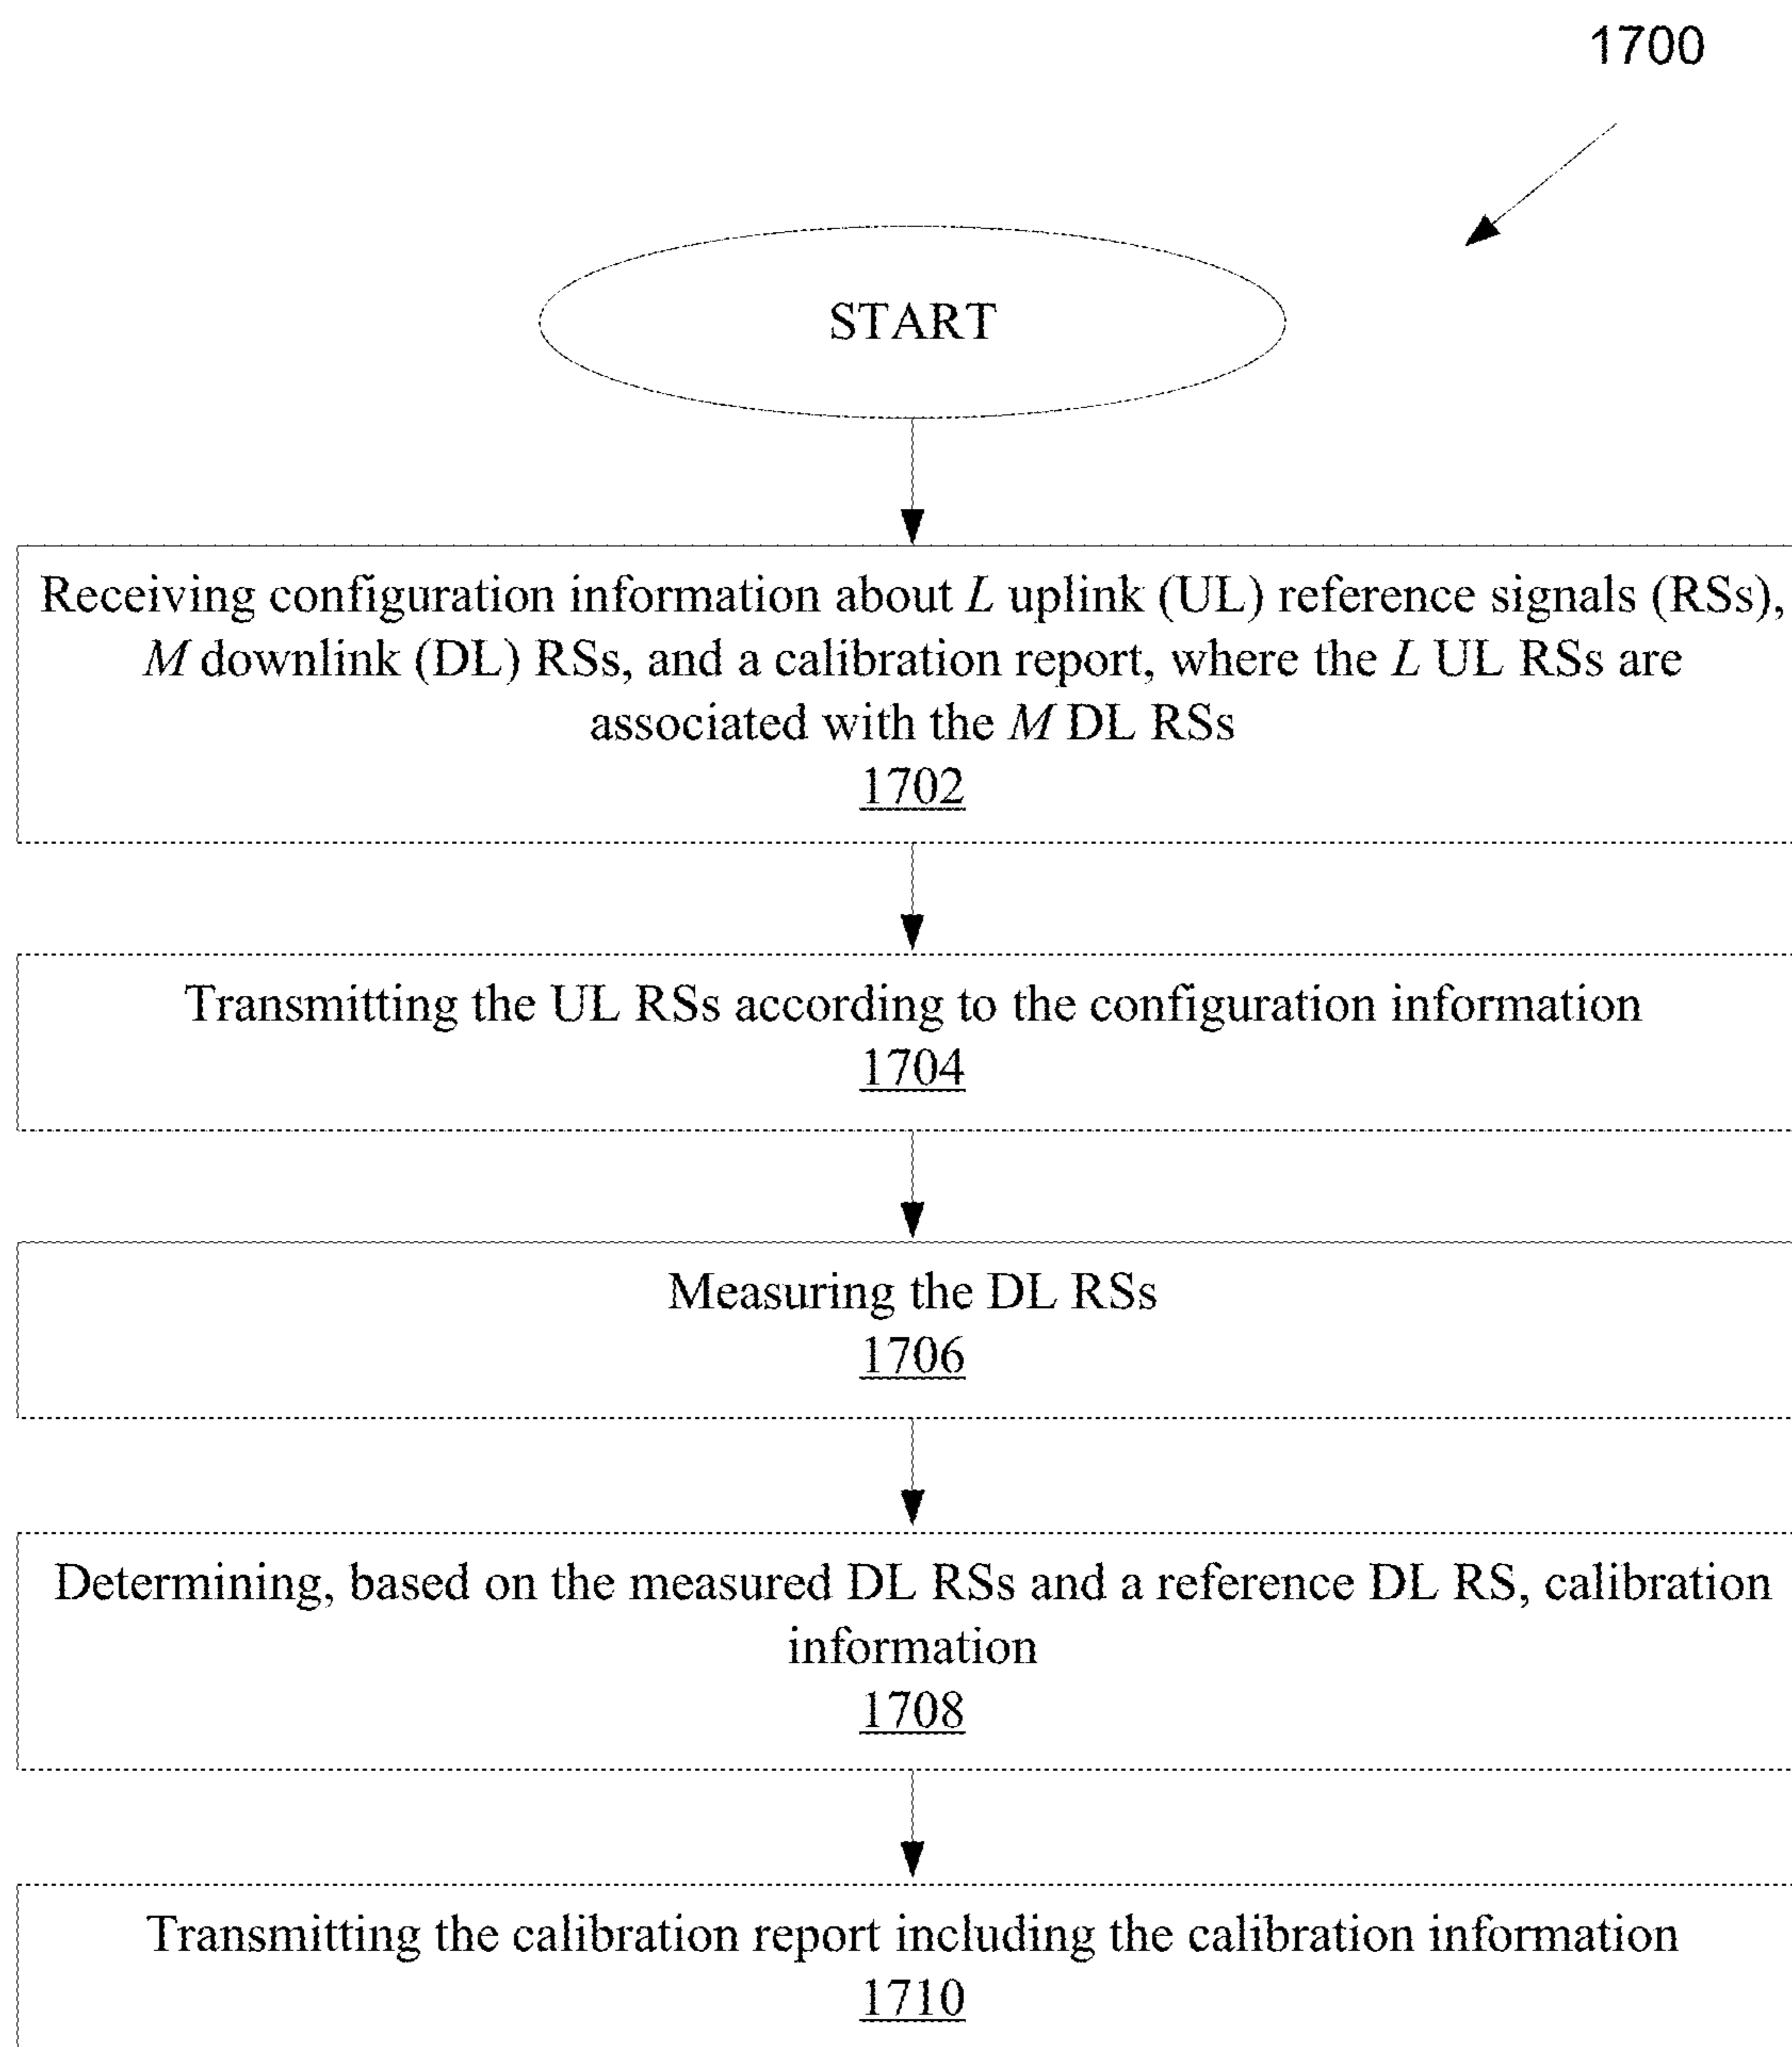 1700
START
Receiving configuration information about L uplink (UL) reference signals (RSs),
M downlink (DL) RSs, and a calibration report, where the L UL RSs are
associated with the M DL RSs
1702
Transmitting the UL RSs according to the configuration information
1704
Measuring the DL RSs
1706
Determining, based on the measured DL RSs and a reference DL RS, calibration
information
1708
Transmitting the calibration report including the calibration information
1710